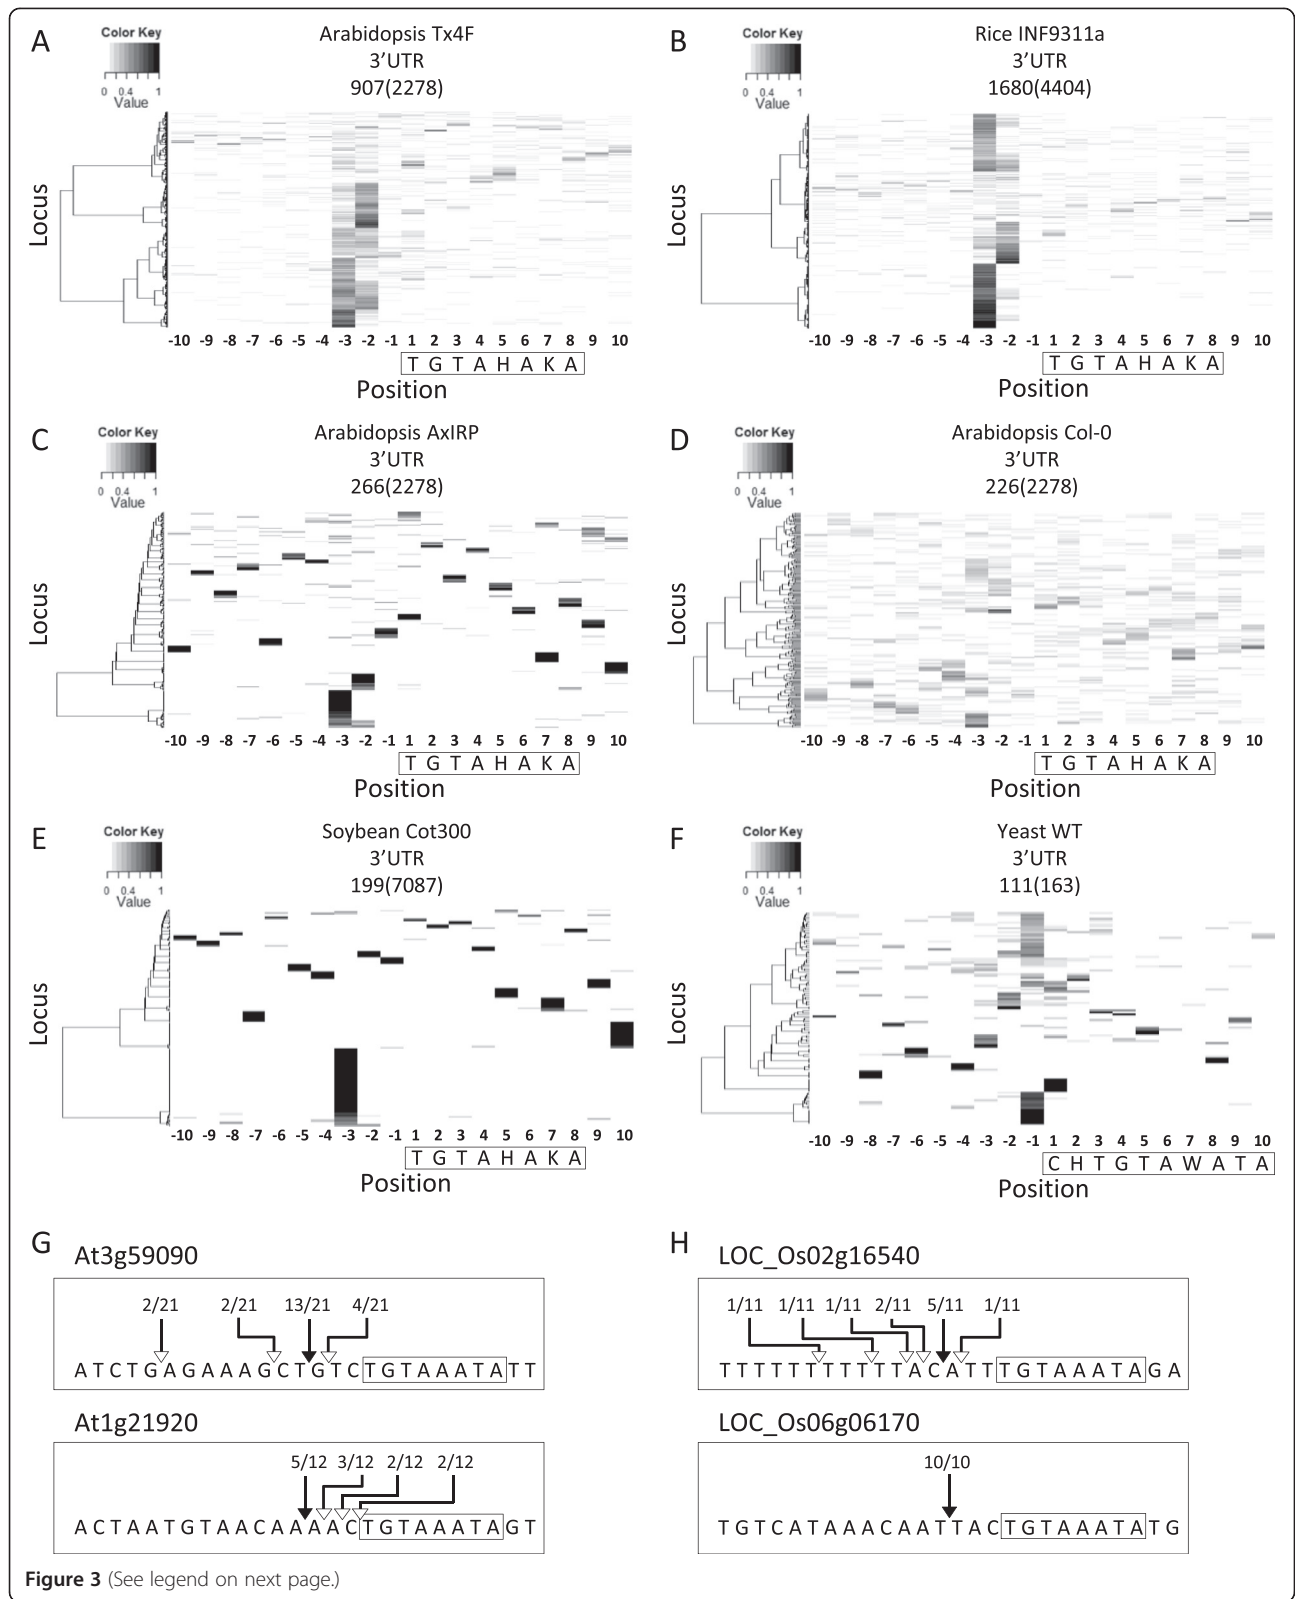 A
Color Key
0 0.4 1
Value
Arabidopsis Tx4F
3’UTR
907(2278)
Locus
-10 -9 -8 -7 -6 -5 -4 -3 -2 -1 1 2 3 4 5 6 7 8 9 10
T G T A H A K A
Position
B
Color Key
0 0.4 1
Value
Rice INF9311a
3’UTR
1680(4404)
Locus
-10 -9 -8 -7 -6 -5 -4 -3 -2 -1 1 2 3 4 5 6 7 8 9 10
T G T A H A K A
Position
C
Color Key
0 0.4 1
Value
Arabidopsis AxIRP
3’UTR
266(2278)
Locus
-10 -9 -8 -7 -6 -5 -4 -3 -2 -1 1 2 3 4 5 6 7 8 9 10
T G T A H A K A
Position
D
Color Key
0 0.4 1
Value
Arabidopsis Col-0
3’UTR
226(2278)
Locus
-10 -9 -8 -7 -6 -5 -4 -3 -2 -1 1 2 3 4 5 6 7 8 9 10
T G T A H A K A
Position
E
Color Key
0 0.4 1
Value
Soybean Cot300
3’UTR
199(7087)
Locus
-10 -9 -8 -7 -6 -5 -4 -3 -2 -1 1 2 3 4 5 6 7 8 9 10
T G T A H A K A
Position
F
Color Key
0 0.4 1
Value
Yeast WT
3’UTR
111(163)
Locus
-10 -9 -8 -7 -6 -5 -4 -3 -2 -1 1 2 3 4 5 6 7 8 9 10
C H T G T A W A T A
Position
G
At3g59090
2/21 2/21 13/21 4/21
A T C T G A G A A A G C T G T C T G T A A A T A T T
At1g21920
5/12 3/12 2/12 2/12
A C T A A T G T A A C A A A A C T G T A A A T A G T
H
LOC_Os02g16540
1/11 1/11 1/11 2/11 5/11 1/11
T T T T T T T T T T T A C A T T T G T A A A T A G A
LOC_Os06g06170
10/10
T G T C A T A A A C A A T T A C T G T A A A T A T G
Figure 3 (See legend on next page.)